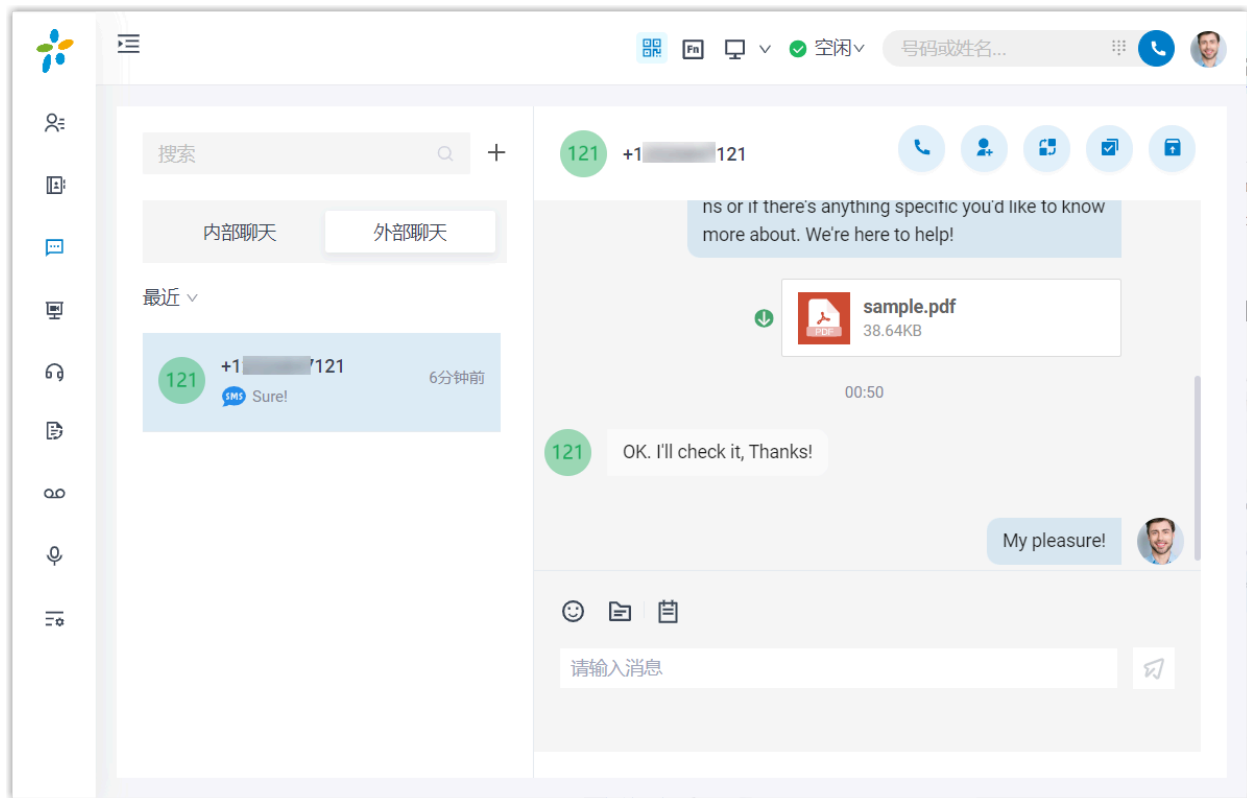 Fn
空闲
号码或姓名...
搜索
内部聊天
外部聊天
最近
121
+1 7121
6分钟前
SMS Sure!
121
+1 121
ns or if there's anything specific you'd like to know
more about. We're here to help!
sample.pdf
PDF
38.64KB
00:50
121
OK. I'll check it, Thanks!
My pleasure!
请输入消息